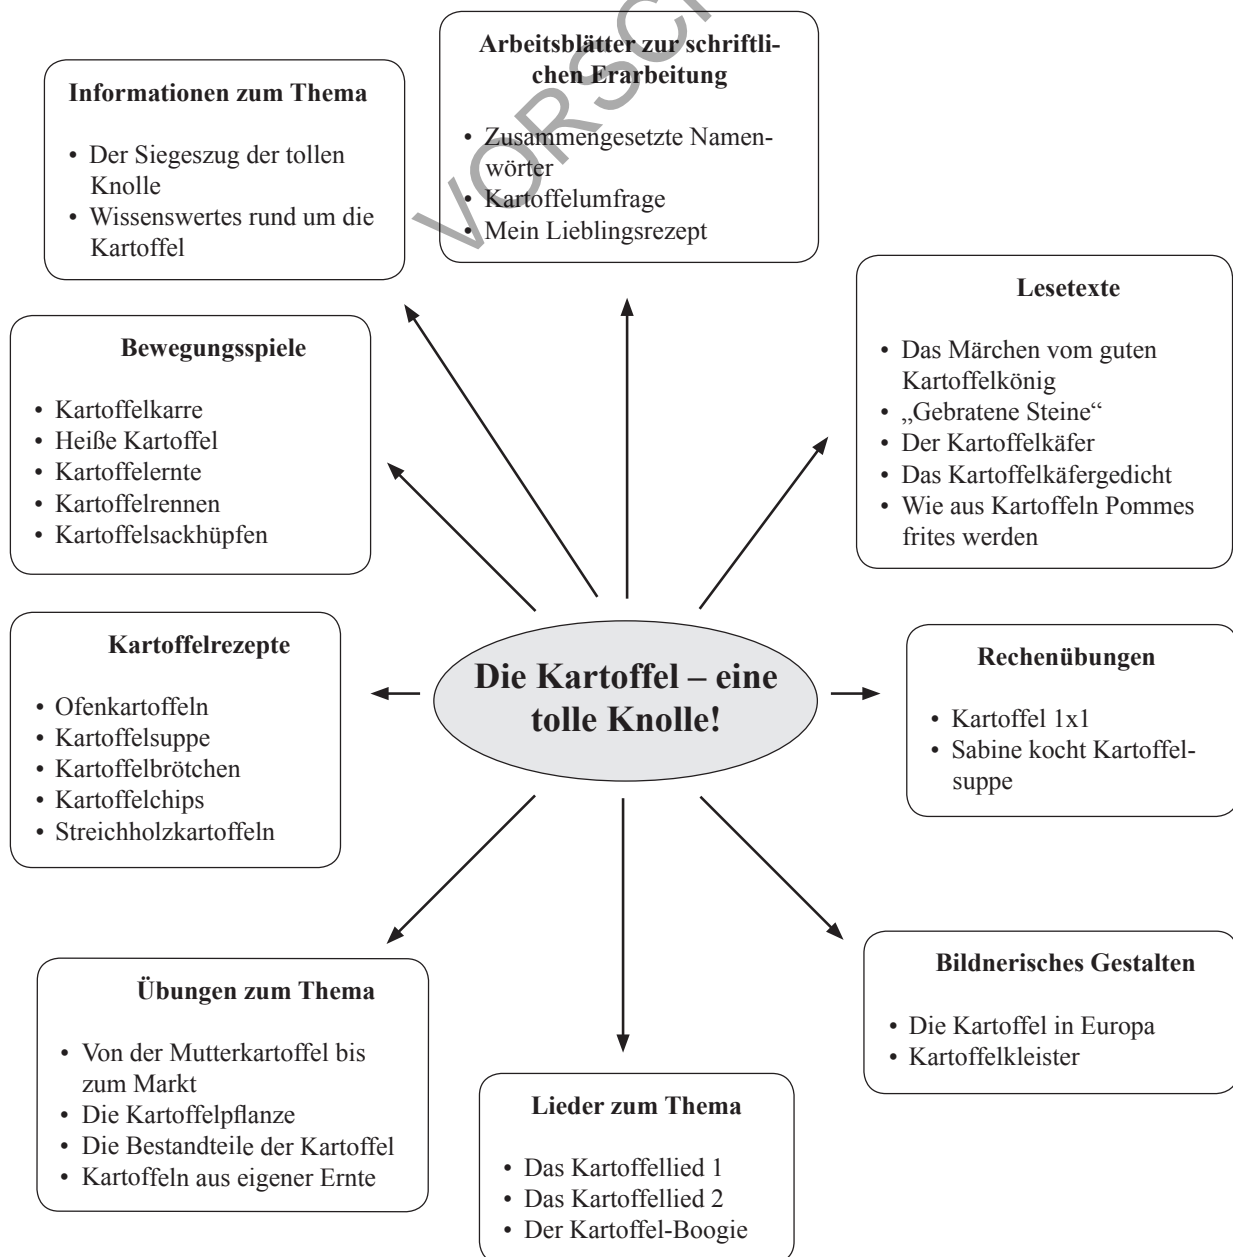 Arbeitsblätter zur schriftli-
chen Erarbeitung
• Zusammengesetzte Namen-
wörter
• Kartoffelumfrage
• Mein Lieblingsrezept
Informationen zum Thema
• Der Siegeszug der tollen
Knolle
• Wissenswertes rund um die
Kartoffel
Lesetexte
• Das Märchen vom guten
Kartoffelkönig
• „Gebratene Steine“
• Der Kartoffelkäfer
• Das Kartoffelkäfergedicht
• Wie aus Kartoffeln Pommes
frites werden
Bewegungsspiele
• Kartoffelkarre
• Heiße Kartoffel
• Kartoffelernte
• Kartoffelrennen
• Kartoffelsackhüpfen
Kartoffelrezepte
• Ofenkartoffeln
• Kartoffelsuppe
• Kartoffelbrötchen
• Kartoffelchips
• Streichholzkartoffeln
Die Kartoffel – eine
tolle Knolle!
Rechenübungen
• Kartoffel 1x1
• Sabine kocht Kartoffel-
suppe
Bildnerisches Gestalten
• Die Kartoffel in Europa
• Kartoffelkleister
Übungen zum Thema
• Von der Mutterkartoffel bis
zum Markt
• Die Kartoffelpflanze
• Die Bestandteile der Kartoffel
• Kartoffeln aus eigener Ernte
Lieder zum Thema
• Das Kartoffellied 1
• Das Kartoffellied 2
• Der Kartoffel-Boogie